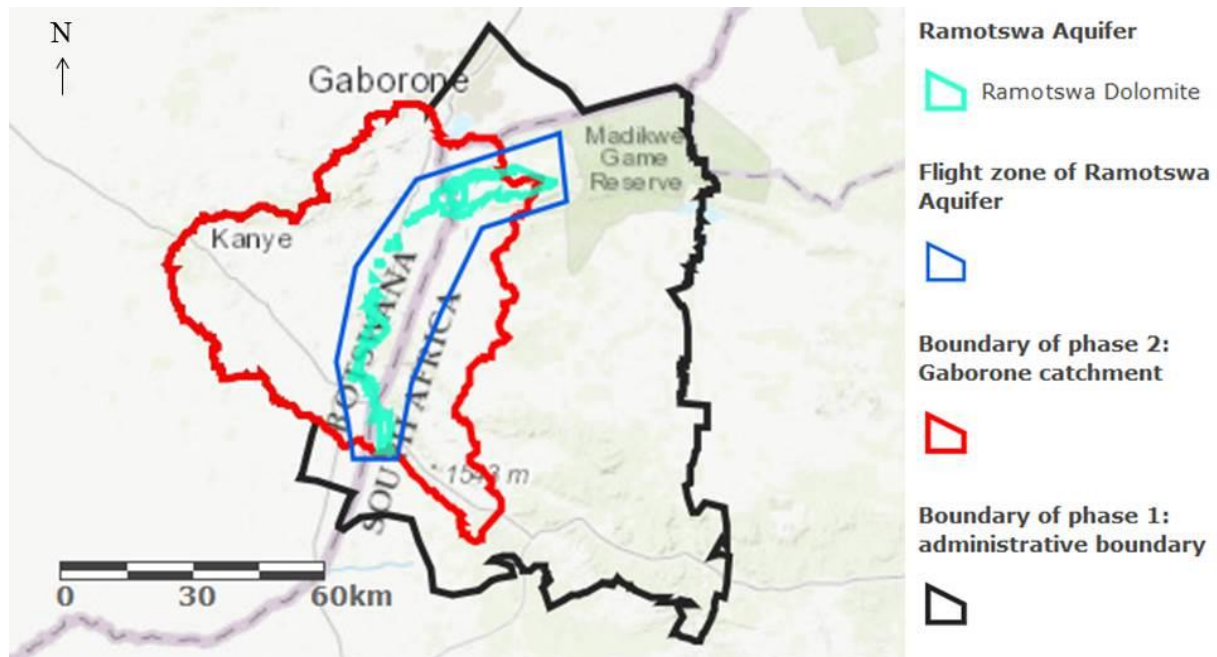 N
Gaborone
Madikwe
Game
Reserve
Kanye
BOTSWANA
SOUTH AFRICA
1543 m
0 30 60km
Ramotswa Aquifer
Ramotswa Dolomite
Flight zone of Ramotswa
Aquifer
Boundary of phase 2:
Gaborone catchment
Boundary of phase 1:
administrative boundary